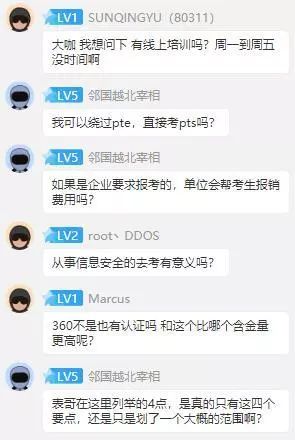 LV1 SUNQINGYU（80311）
大咖 我想问下 有线上培训吗？周一到周五
没时间啊
LV5 邻国越北宰相
我可以绕过pte，直接考pts吗？
LV5 邻国越北宰相
如果是企业要求报考的，单位会帮考生报销
费用吗？
LV2 root丶DDOS
从事信息安全的去考有意义吗？
LV1 Marcus
360不是也有认证吗 和这个比哪个含金量
更高呢？
LV5 邻国越北宰相
表哥在这里列举的4点，是真的只有这四个
要点，还是只是划了一个大概的范围啊？